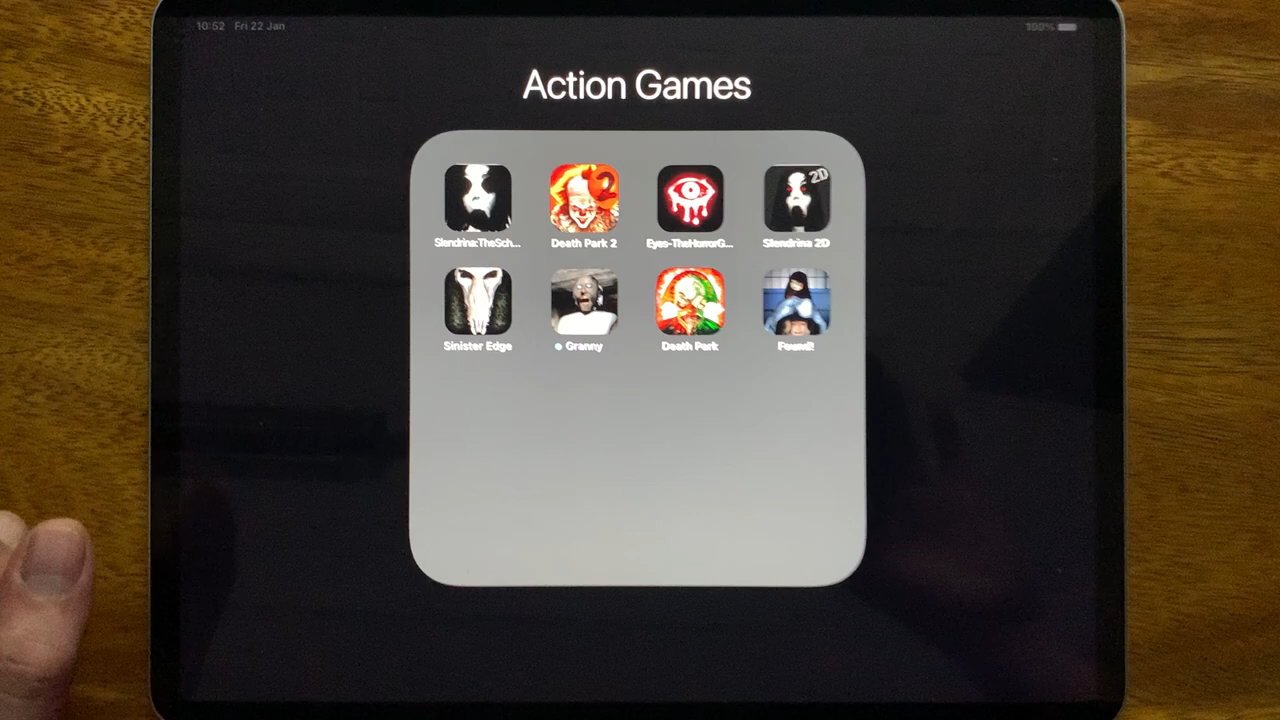 10:52 Fri 22 Jan
100%
Action Games
2
2D
Slendrina:TheSch...
Death Park 2
Eyes-TheHorrorG...
Slendrina 2D
Sinister Edge
Granny
Death Park
Found!